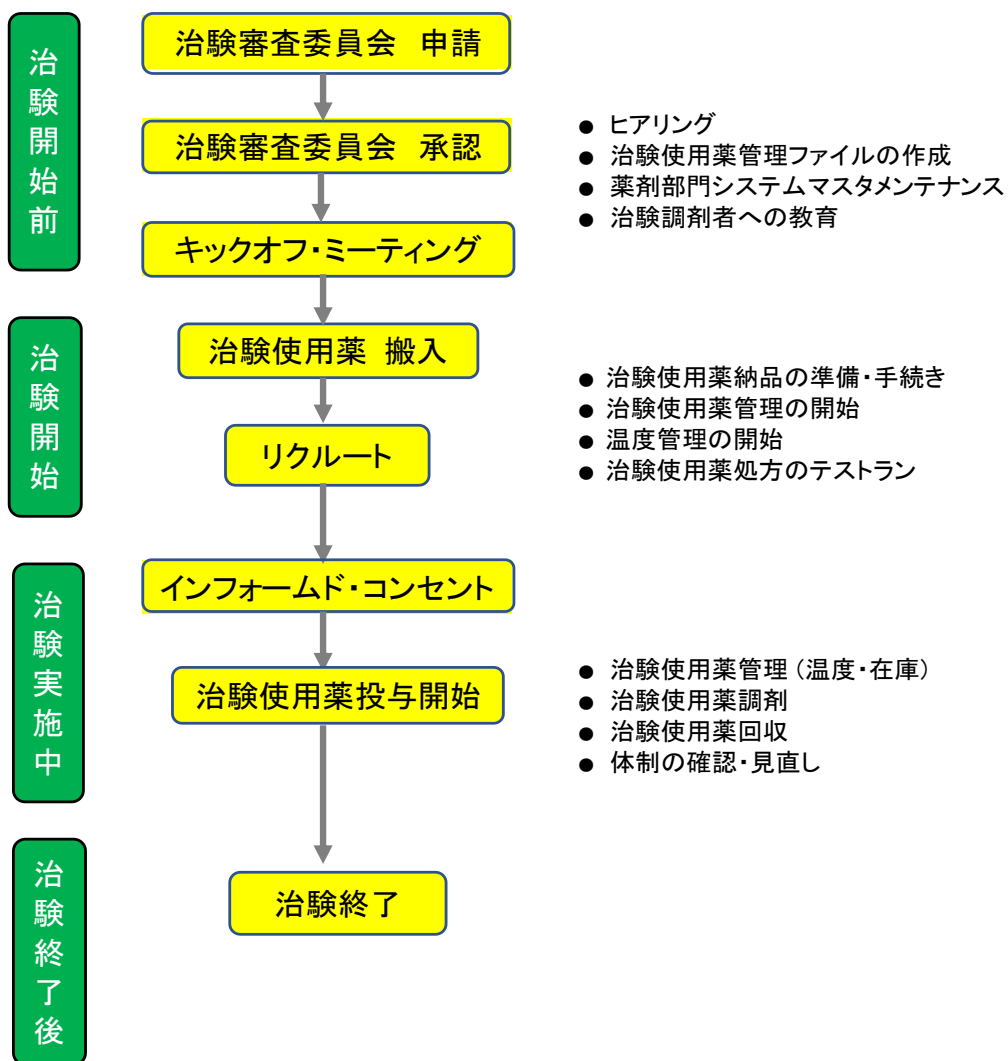 治験開始前
治験審査委員会 申請
治験審査委員会 承認
キックオフ・ミーティング
● ヒアリング
● 治験使用薬管理ファイルの作成
● 薬剤部門システムマスタメンテナンス
● 治験調剤者への教育
治験開始
治験使用薬 搬入
リクルート
● 治験使用薬納品の準備・手続き
● 治験使用薬管理の開始
● 温度管理の開始
● 治験使用薬処方のテストラン
治験実施中
インフォームド・コンセント
治験使用薬投与開始
● 治験使用薬管理（温度・在庫）
● 治験使用薬調剤
● 治験使用薬回収
● 体制の確認・見直し
治験終了後
治験終了